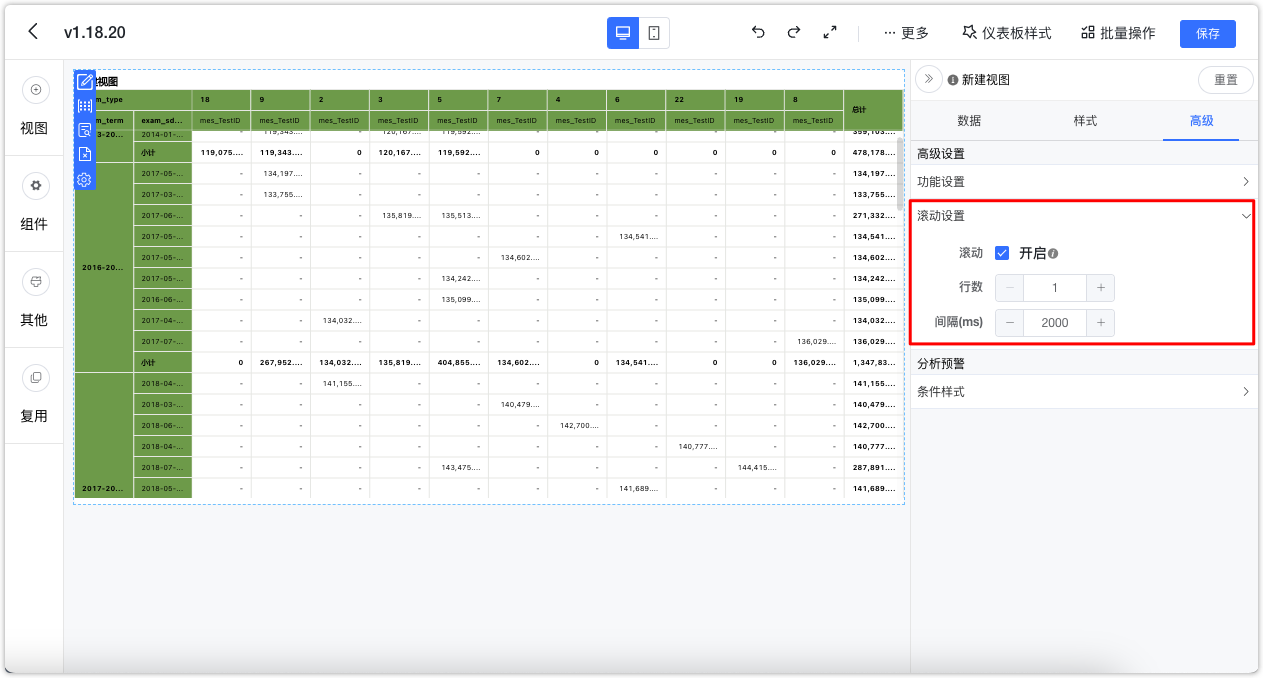 v1.18.20
更多
仪表板样式
批量操作
保存
视图
组件
其他
复用
视图
m_type 18 9 2 3 5 7 4 6 22 19 8 总计
m_term exam_sd... mes_TestID mes_TestID mes_TestID mes_TestID mes_TestID mes_TestID mes_TestID mes_TestID mes_TestID mes_TestID mes_TestID
3-20... 2014-01-... - 119,343.... - 120,167.... 119,592.... - - - - - - 359,103....
小计 119,075.... 119,343.... 0 120,167.... 119,592.... 0 0 0 0 0 0 478,178....
2017-05-... - 134,197.... - - - - - - - - - 134,197....
2017-03-... - 133,755.... - - - - - - - - - 133,755....
2017-06-... - - - 135,819.... 135,513.... - - - - - - 271,332....
2017-05-... - - - - - - - 134,541.... - - - 134,541....
2017-05-... - - - - - 134,602.... - - - - - 134,602....
2016-20... 2017-05-... - - - - 134,242.... - - - - - - 134,242....
2016-06-... - - - - 135,099.... - - - - - - 135,099....
2017-04-... - - 134,032.... - - - - - - - - 134,032....
2017-07-... - - - - - - - - - - 136,029.... 136,029....
小计 0 267,952.... 134,032.... 135,819.... 404,855.... 134,602.... 0 134,541.... 0 0 136,029.... 1,347,83...
2018-04-... - - 141,155.... - - - - - - - - 141,155....
2018-03-... - - - - - 140,479.... - - - - - 140,479....
2018-06-... - - - - - - 142,700.... - - - - 142,700....
2018-04-... - - - - - - - - 140,777.... - - 140,777....
2018-07-... - - - - 143,475.... - - - - 144,415.... - 287,891....
2017-20... 2018-05-... - - - - - - - 141,689.... - - - 141,689....
新建视图
重置
数据 样式 高级
高级设置
功能设置
滚动设置
滚动 开启
行数 − 1 +
间隔(ms) − 2000 +
分析预警
条件样式